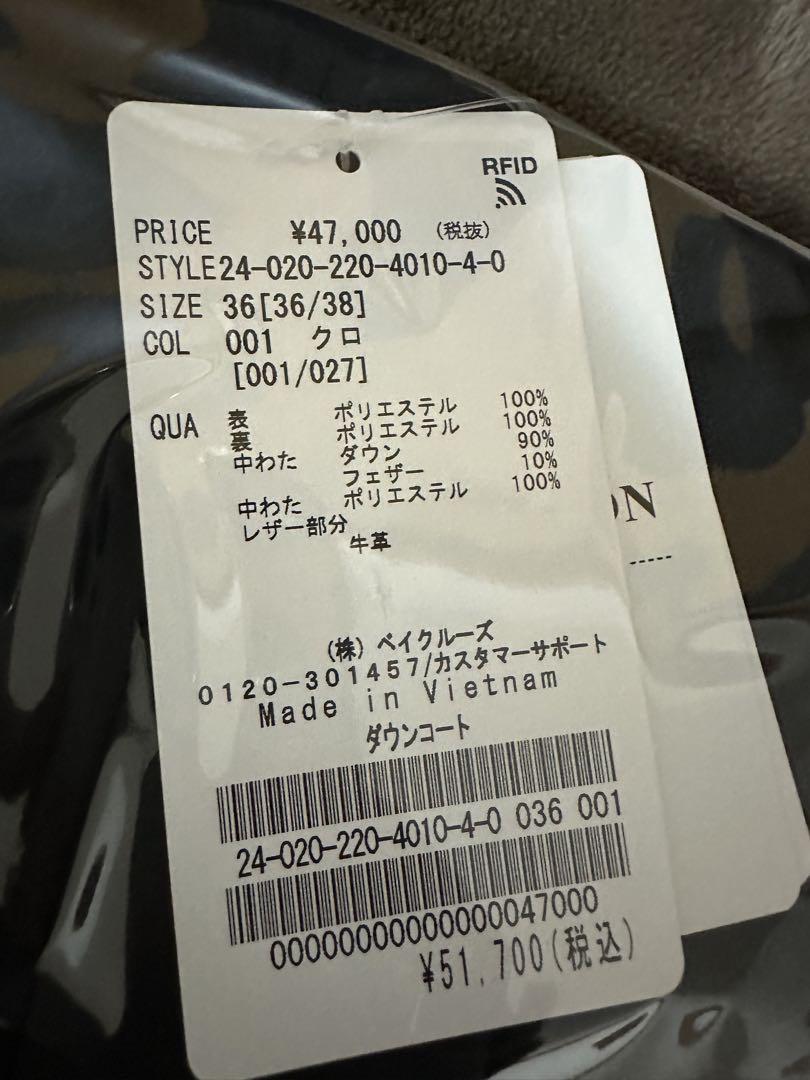 RFID
PRICE ¥47,000 (税抜)
STYLE24-020-220-4010-4-0
SIZE 36[36/38]
COL 001 クロ
[001/027]
QUA 表 ポリエステル 100%
裏 ポリエステル 100%
中わた ダウン 90%
フェザー 10%
中わた ポリエステル 100%
レザー部分
牛革
(株) ベイクルーズ
0120-301457/カスタマーサポート
Made in Vietnam
ダウンコート
24-020-220-4010-4-0 036 001
00000000000000047000
¥51,700(税込)